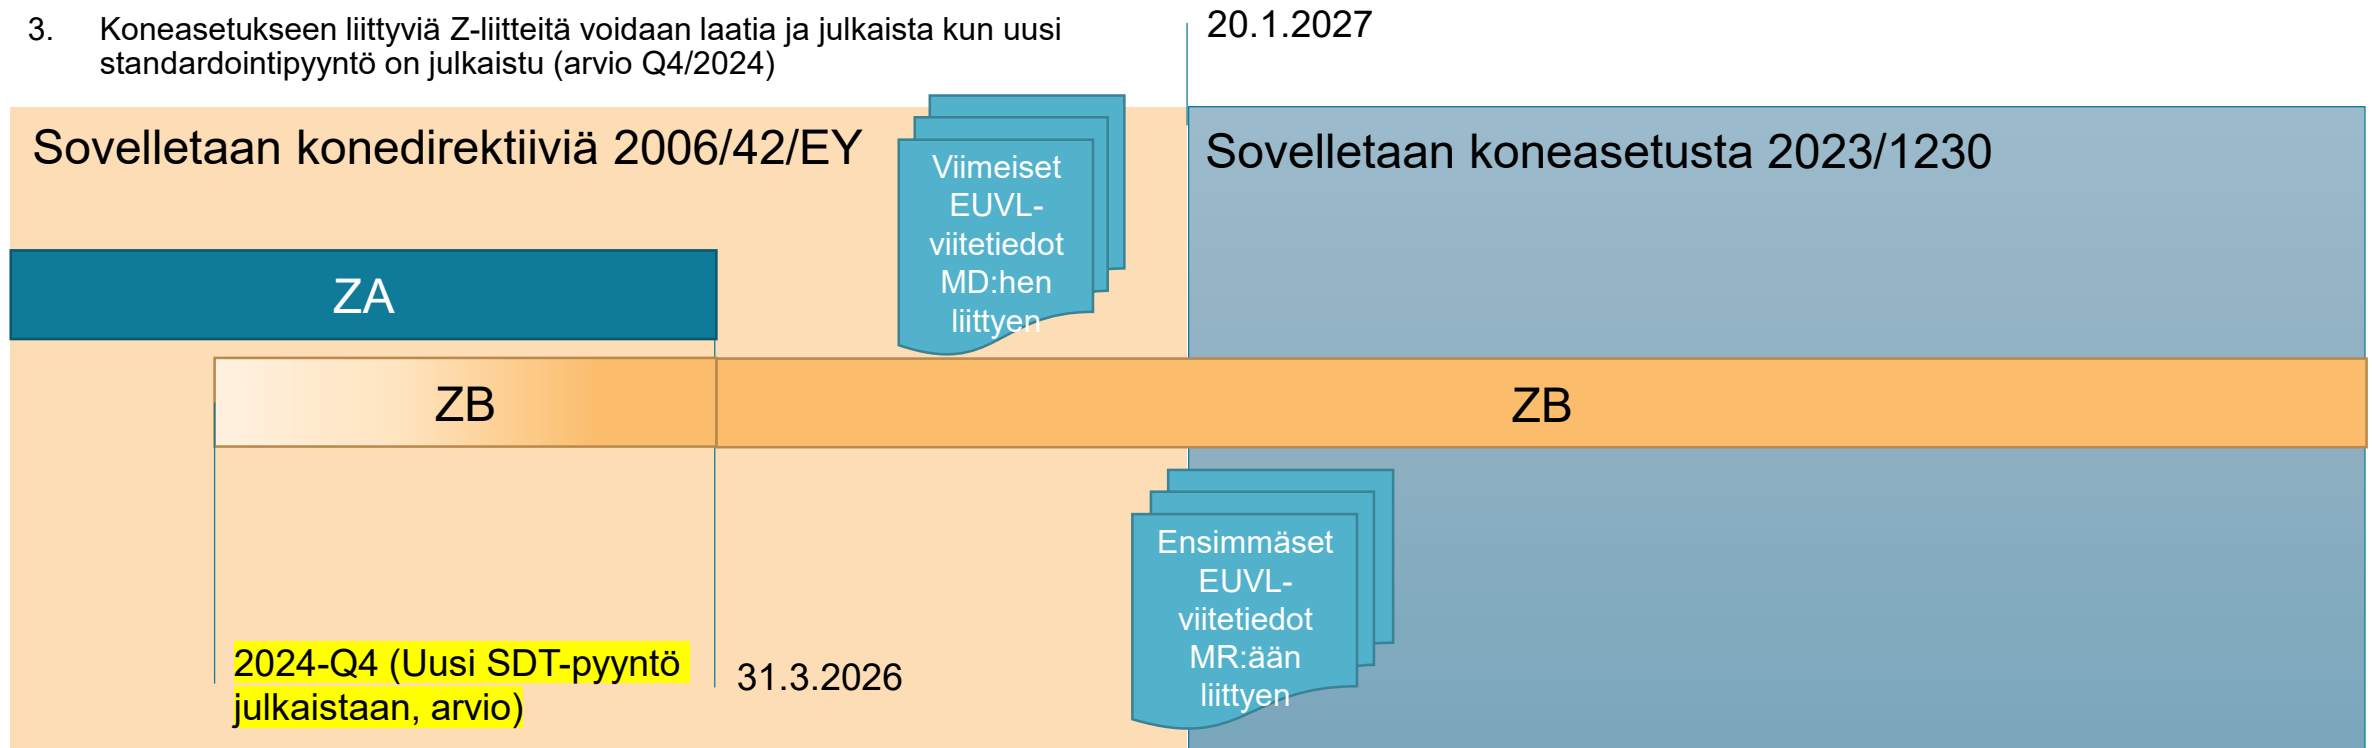 3. Koneasetukseen liittyviä Z-liitteitä voidaan laatia ja julkaista kun uusi
standardointipyyntö on julkaistu (arvio Q4/2024)
20.1.2027
Sovelletaan konedirektiiviä 2006/42/EY
Viimeiset
EUVL-
viitetiedot
MD:hen
liittyen
Sovelletaan koneasetusta 2023/1230
ZA
ZB
ZB
Ensimmäset
EUVL-
viitetiedot
MR:ään
liittyen
2024-Q4 (Uusi SDT-pyyntö
julkaistaan, arvio)
31.3.2026